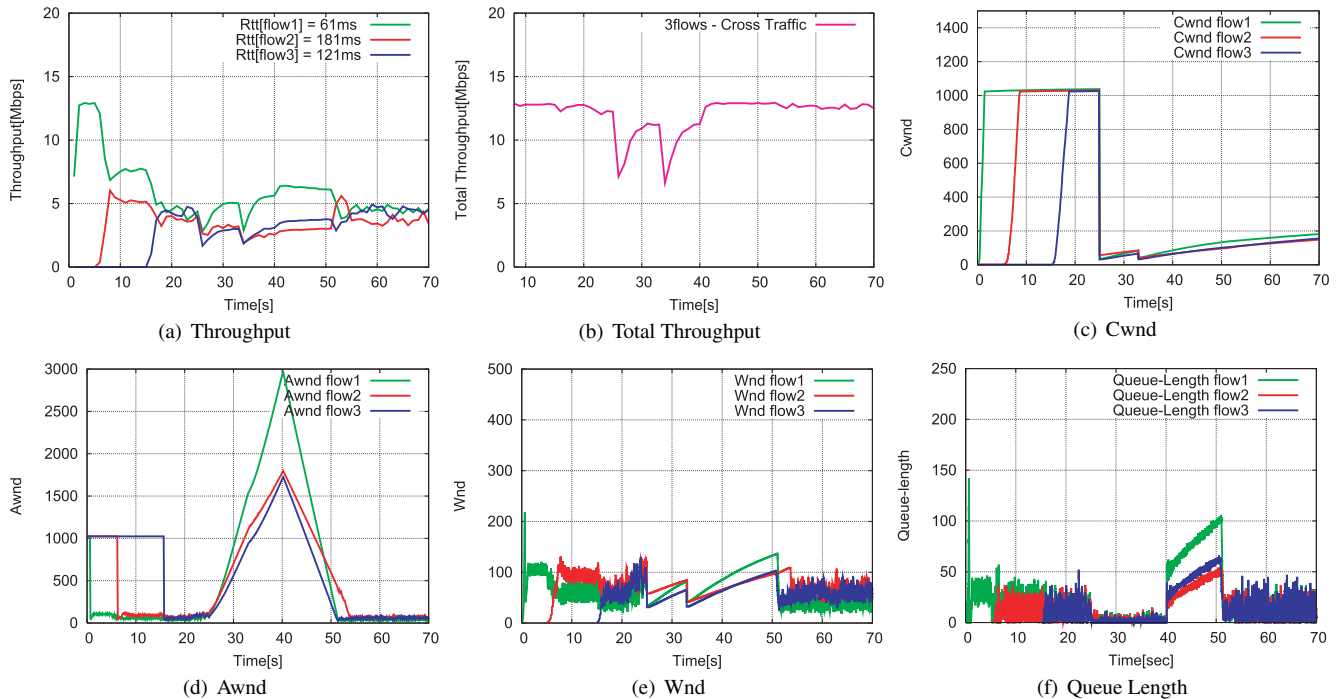 Throughput[Mbps]
20
15
10
5
0
Rtt[flow1] = 61ms
Rtt[flow2] = 181ms
Rtt[flow3] = 121ms
0 10 20 30 40 50 60 70
Time[s]
(a) Throughput
Total Throughput[Mbps]
20
15
10
5
0
3flows - Cross Traffic
10 20 30 40 50 60 70
Time[s]
(b) Total Throughput
Cwnd
1400
1200
1000
800
600
400
200
0
Cwnd flow1
Cwnd flow2
Cwnd flow3
0 10 20 30 40 50 60 70
Time[s]
(c) Cwnd
Awnd
3000
2500
2000
1500
1000
500
0
Awnd flow1
Awnd flow2
Awnd flow3
0 10 20 30 40 50 60 70
Time[s]
(d) Awnd
Wnd
500
400
300
200
100
0
Wnd flow1
Wnd flow2
Wnd flow3
0 10 20 30 40 50 60 70
Time[s]
(e) Wnd
Queue-length
250
200
150
100
50
0
Queue-Length flow1
Queue-Length flow2
Queue-Length flow3
0 10 20 30 40 50 60 70
Time[sec]
(f) Queue Length